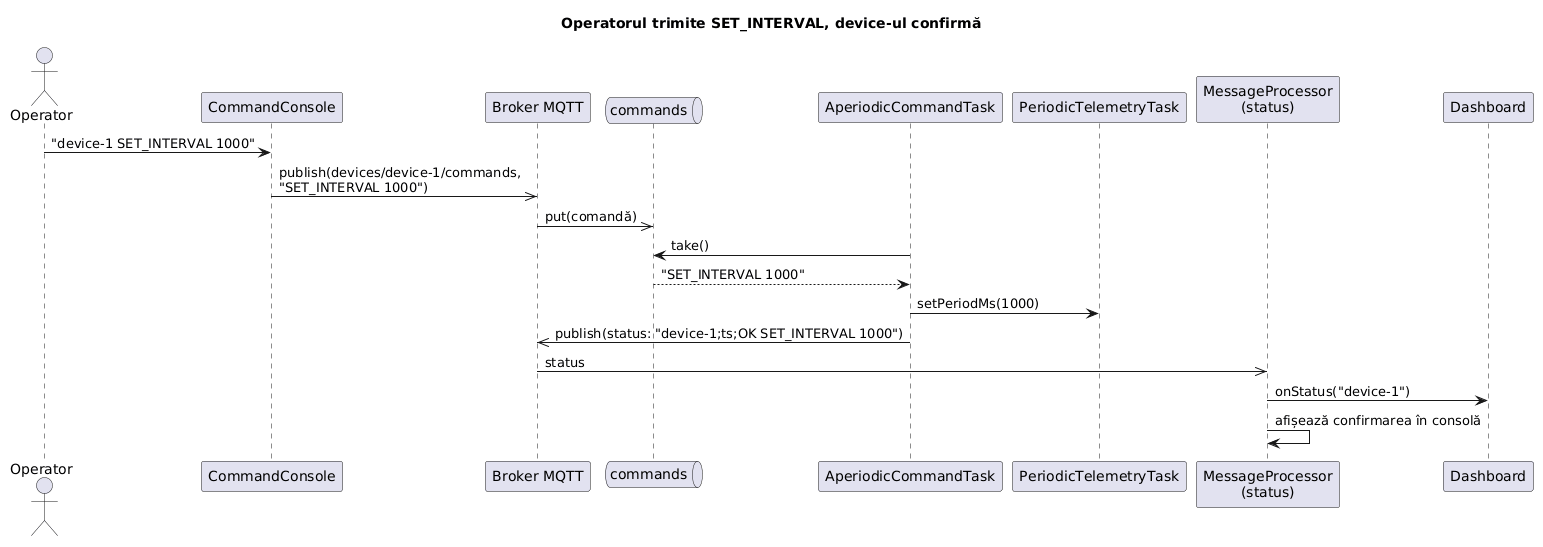 Operatorul trimite SET_INTERVAL, device-ul confirmă
Operator
CommandConsole
Broker MQTT
commands
AperiodicCommandTask
PeriodicTelemetryTask
MessageProcessor
(status)
Dashboard
"device-1 SET_INTERVAL 1000"
publish(devices/device-1/commands,
"SET_INTERVAL 1000")
put(comandă)
take()
"SET_INTERVAL 1000"
setPeriodMs(1000)
publish(status: "device-1;ts;OK SET_INTERVAL 1000")
status
onStatus("device-1")
afișează confirmarea în consolă
Operator
CommandConsole
Broker MQTT
commands
AperiodicCommandTask
PeriodicTelemetryTask
MessageProcessor
(status)
Dashboard